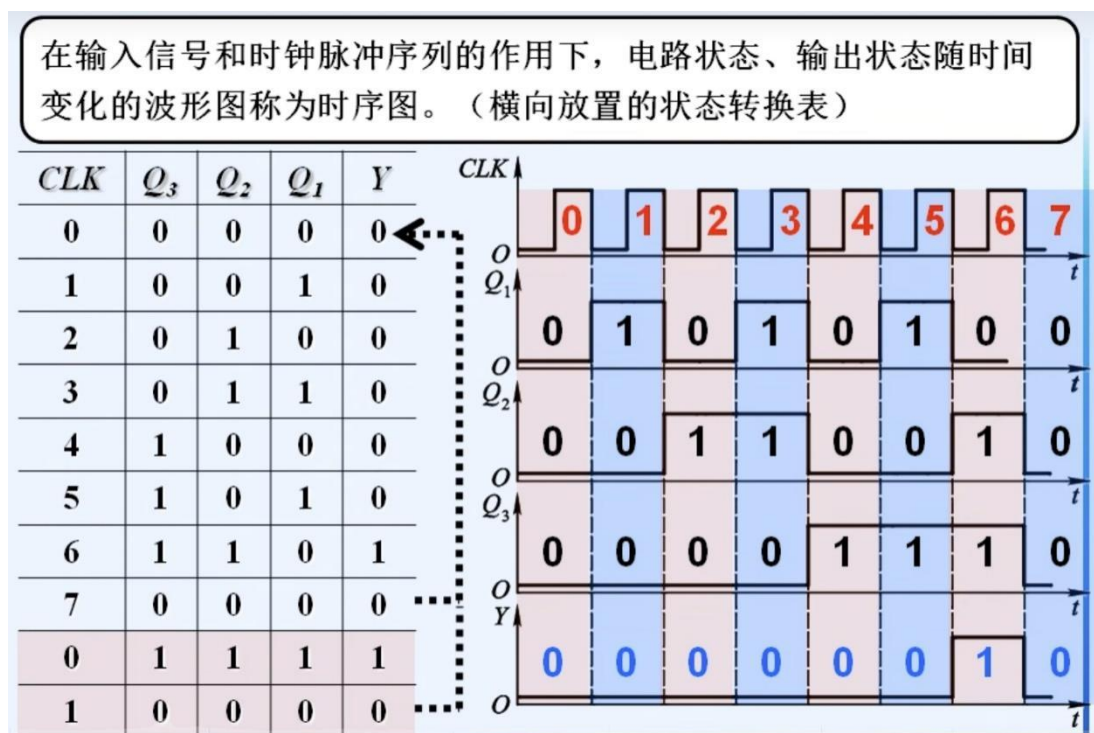 在输入信号和时钟脉冲序列的作用下，电路状态、输出状态随时间
变化的波形图称为时序图。（横向放置的状态转换表）
CLK Q3 Q2 Q1 Y
0 0 0 0 0
1 0 0 1 0
2 0 1 0 0
3 0 1 1 0
4 1 0 0 0
5 1 0 1 0
6 1 1 0 1
7 0 0 0 0
0 1 1 1 1
1 0 0 0 0
CLK
0 1 2 3 4 5 6 7
O
t
Q1
0 1 0 1 0 1 0 0
O
t
Q2
0 0 1 1 0 0 1 0
O
t
Q3
0 0 0 0 1 1 1 0
O
t
Y
0 0 0 0 0 0 1 0
O
t